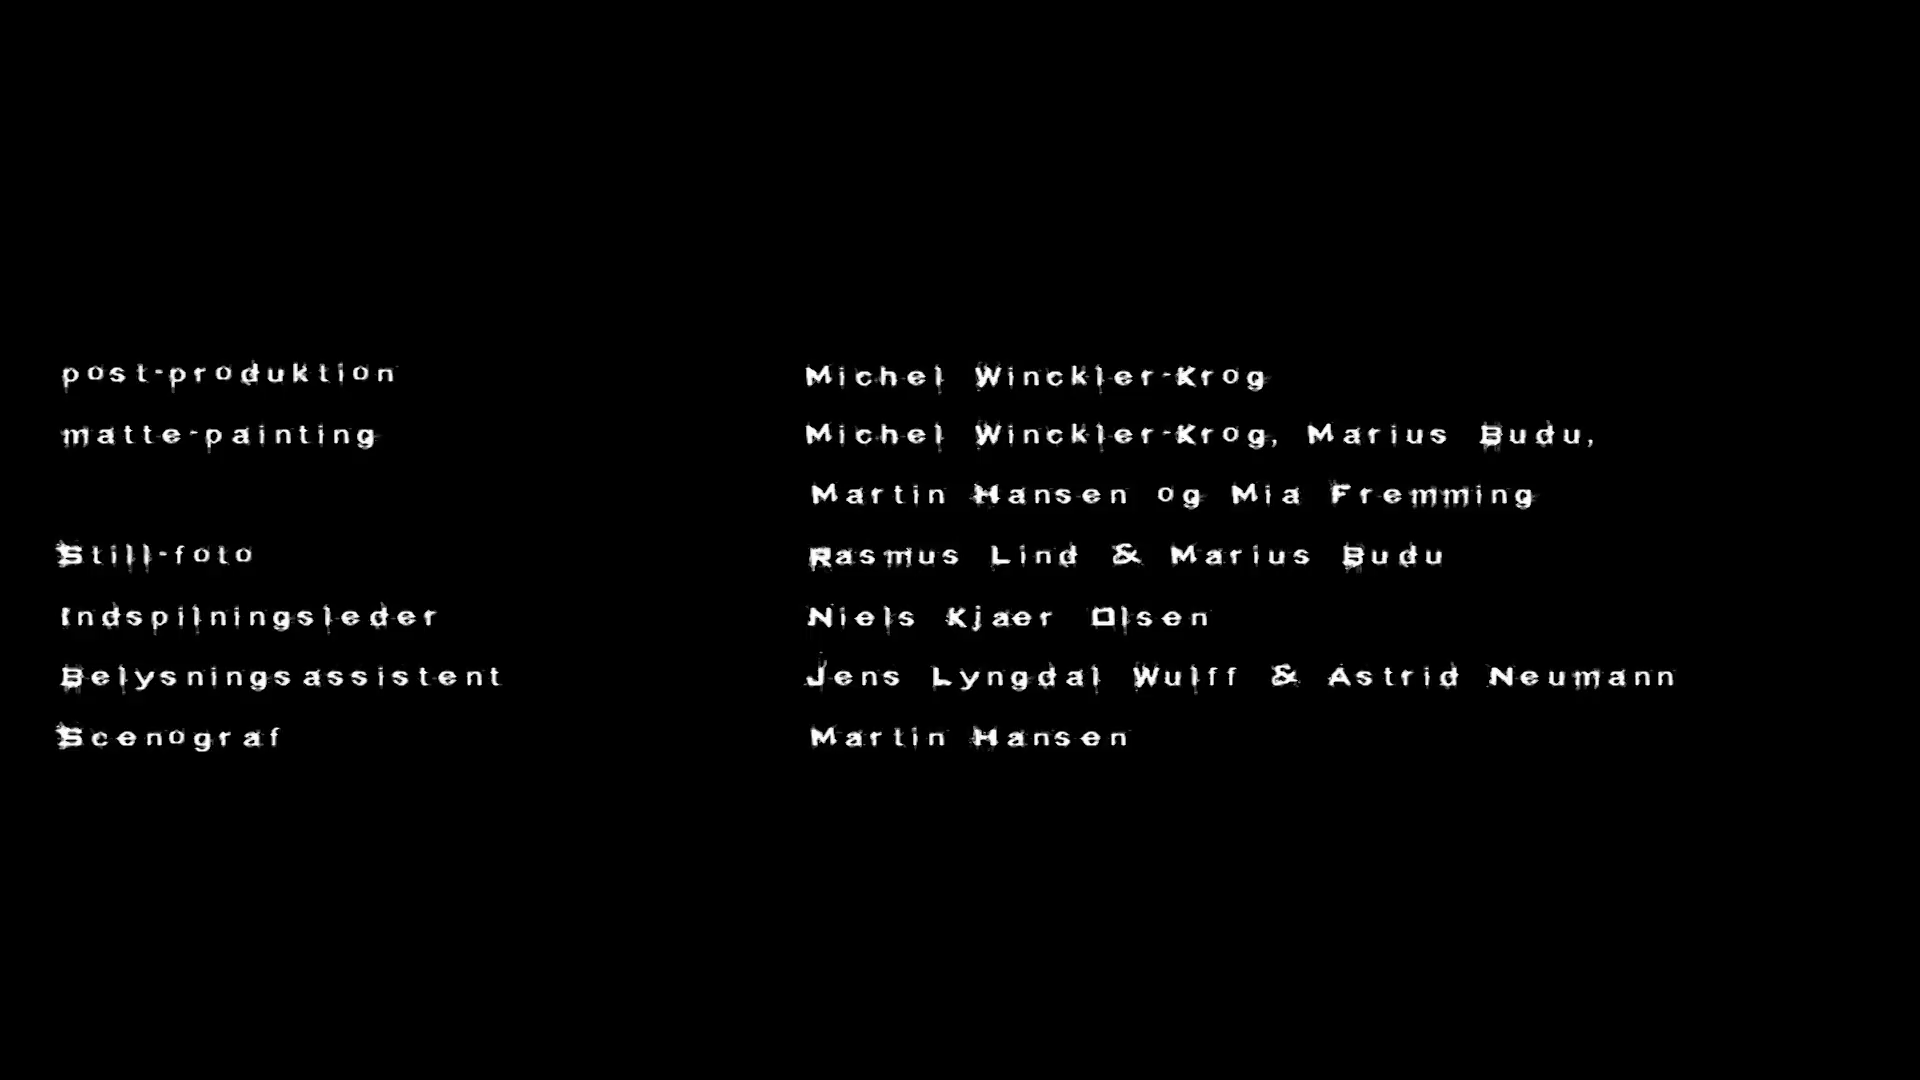 post-produktion Michel Winckler-Krog
matte-painting Michel Winckler-Krog, Marius Budu,
Martin Hansen og Mia Fremming
Still-foto Rasmus Lind & Marius Budu
Indspilningsleder Niels Kjaer Olsen
Belysningsassistent Jens Lyngdal Wulff & Astrid Neumann
Scenograf Martin Hansen